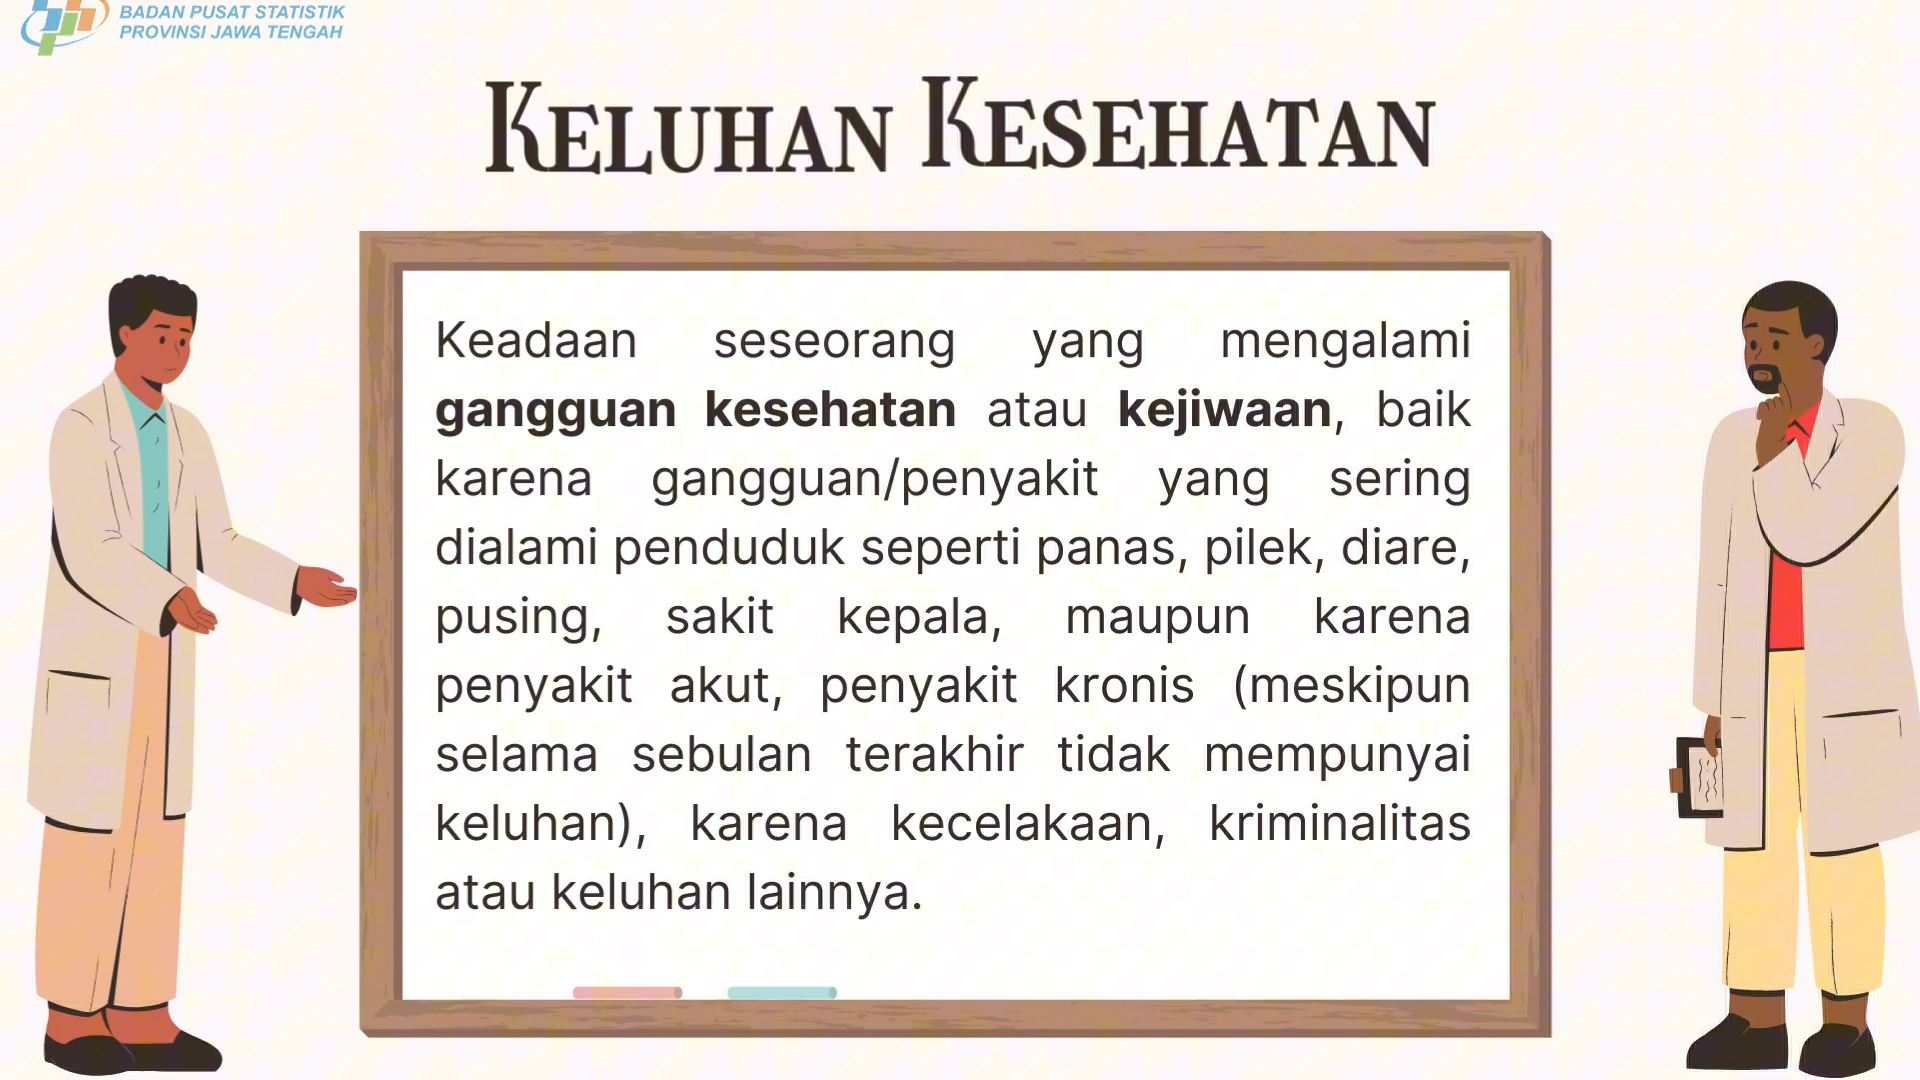 BADAN PUSAT STATISTIK
PROVINSI JAWA TENGAH
KELUHAN KESEHATAN
Keadaan seseorang yang mengalami
gangguan kesehatan atau kejiwaan, baik
karena gangguan/penyakit yang sering
dialami penduduk seperti panas, pilek, diare,
pusing, sakit kepala, maupun karena
penyakit akut, penyakit kronis (meskipun
selama sebulan terakhir tidak mempunyai
keluhan), karena kecelakaan, kriminalitas
atau keluhan lainnya.